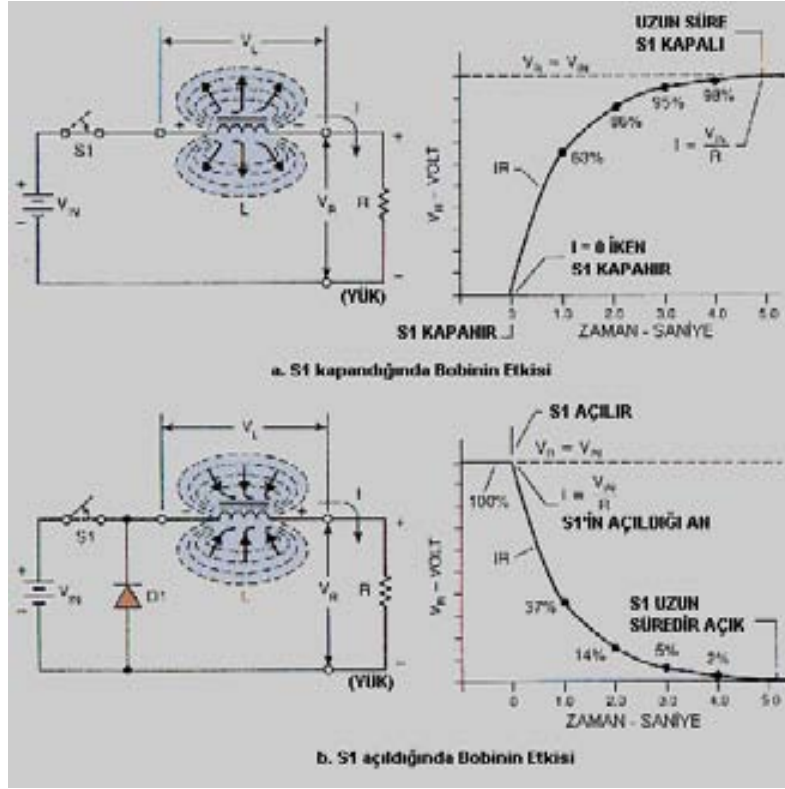 V_L
S1
+
−
I
+
V_IN
+
−
L
V_R
R
−
(YÜK)
V_R – VOLT
V_R = V_IN
UZUN SÜRE
S1 KAPALI
63%
86%
95%
98%
I = V_IN / R
IR
I = 0 İKEN
S1 KAPANIR
0 1.0 2.0 3.0 4.0 5.0
S1 KAPANIR
ZAMAN - SANİYE
a. S1 kapandığında Bobinin Etkisi
V_L
S1
−
+
I
+
V_IN
+
−
D1
L
V_R
R
−
(YÜK)
V_R – VOLT
S1 AÇILIR
V_R = V_IN
100%
I = V_IN / R
S1'İN AÇILDIĞI AN
IR
37%
14%
5%
2%
S1 UZUN
SÜREDİR AÇIK
0 1.0 2.0 3.0 4.0 5.0
ZAMAN - SANİYE
b. S1 açıldığında Bobinin Etkisi